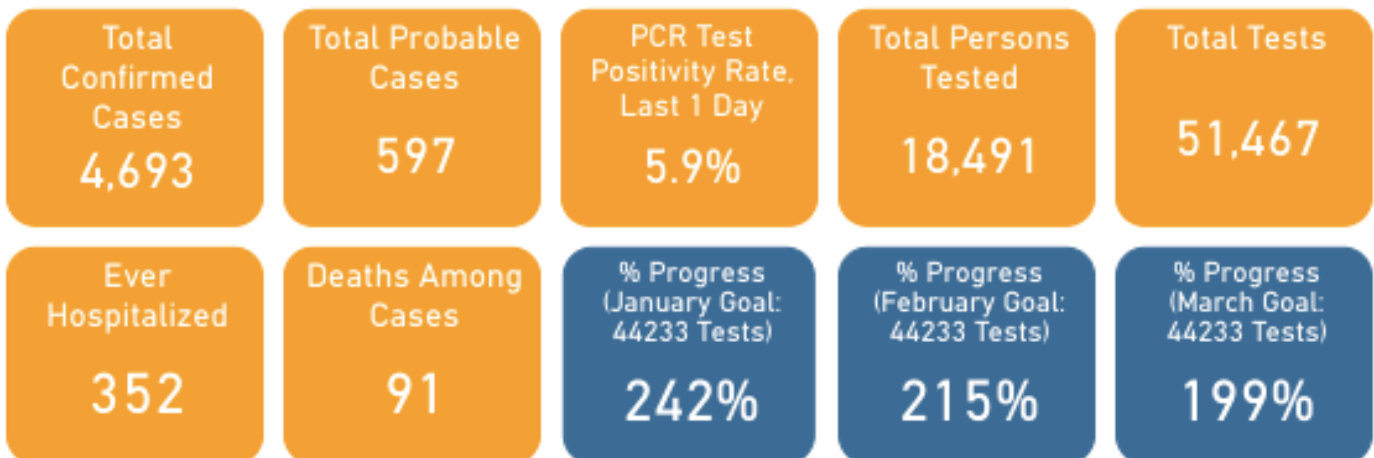 Total
Confirmed
Cases
4,693
Total Probable
Cases
597
PCR Test
Positivity Rate,
Last 1 Day
5.9%
Total Persons
Tested
18,491
Total Tests
51,467
Ever
Hospitalized
352
Deaths Among
Cases
91
% Progress
(January Goal:
44233 Tests)
242%
% Progress
(February Goal:
44233 Tests)
215%
% Progress
(March Goal:
44233 Tests)
199%